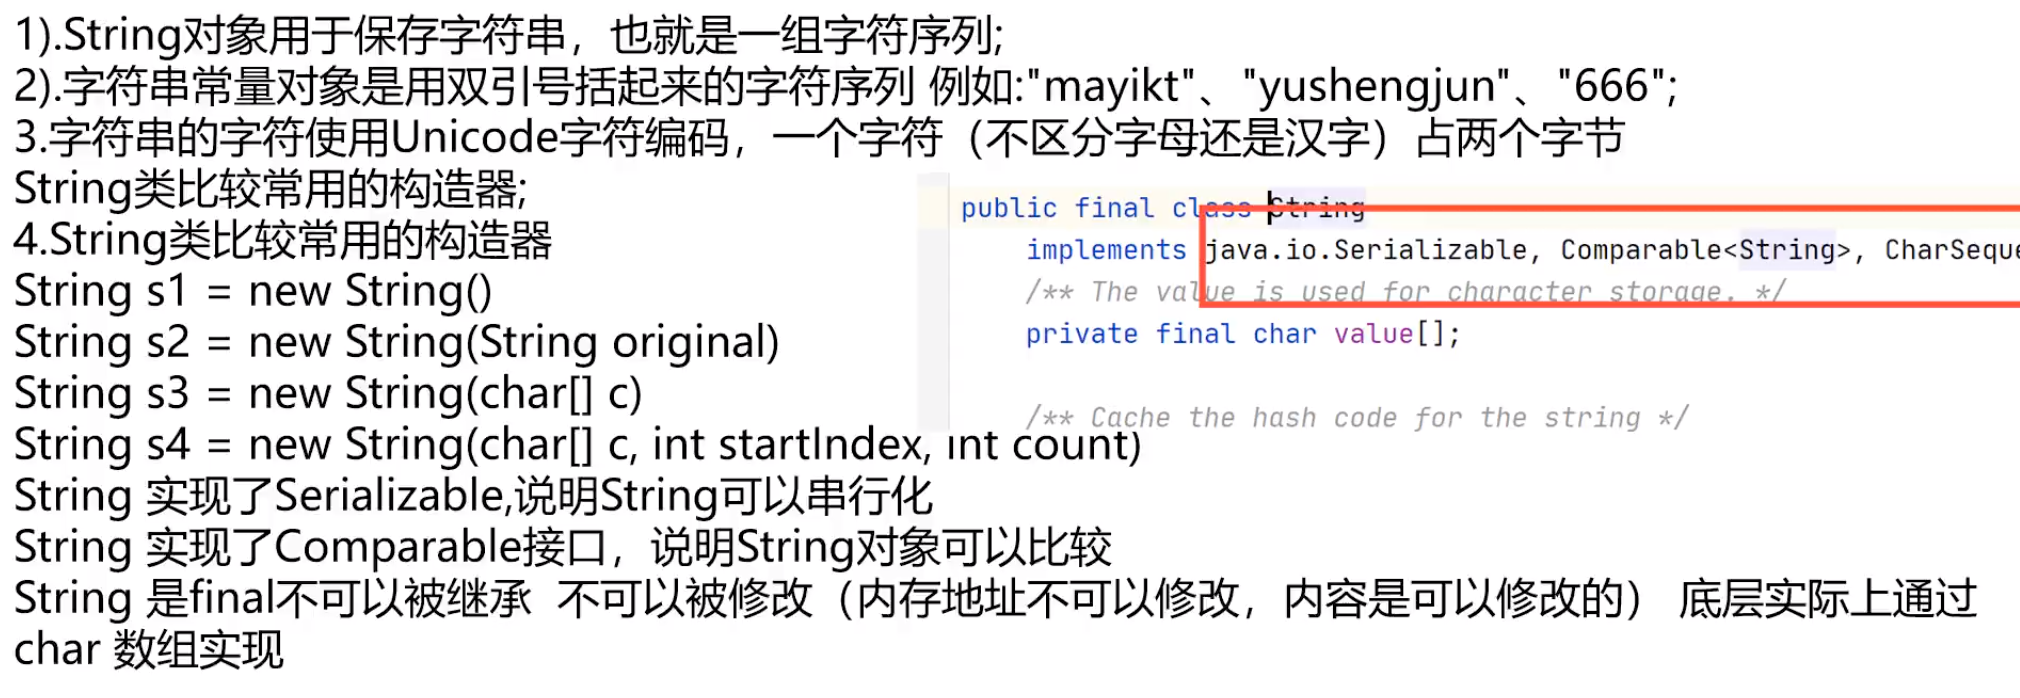 1).String对象用于保存字符串，也就是一组字符序列;
2).字符串常量对象是用双引号括起来的字符序列 例如:"mayikt"、"yushengjun"、"666";
3.字符串的字符使用Unicode字符编码，一个字符（不区分字母还是汉字）占两个字节
String类比较常用的构造器;
4.String类比较常用的构造器
String s1 = new String()
String s2 = new String(String original)
String s3 = new String(char[] c)
String s4 = new String(char[] c, int startIndex, int count)
String 实现了Serializable,说明String可以串行化
String 实现了Comparable接口，说明String对象可以比较
String 是final不可以被继承 不可以被修改（内存地址不可以修改，内容是可以修改的） 底层实际上通过
char 数组实现
public final class String
implements java.io.Serializable, Comparable<String>, CharSeque
/** The value is used for character storage. */
private final char value[];
/** Cache the hash code for the string */